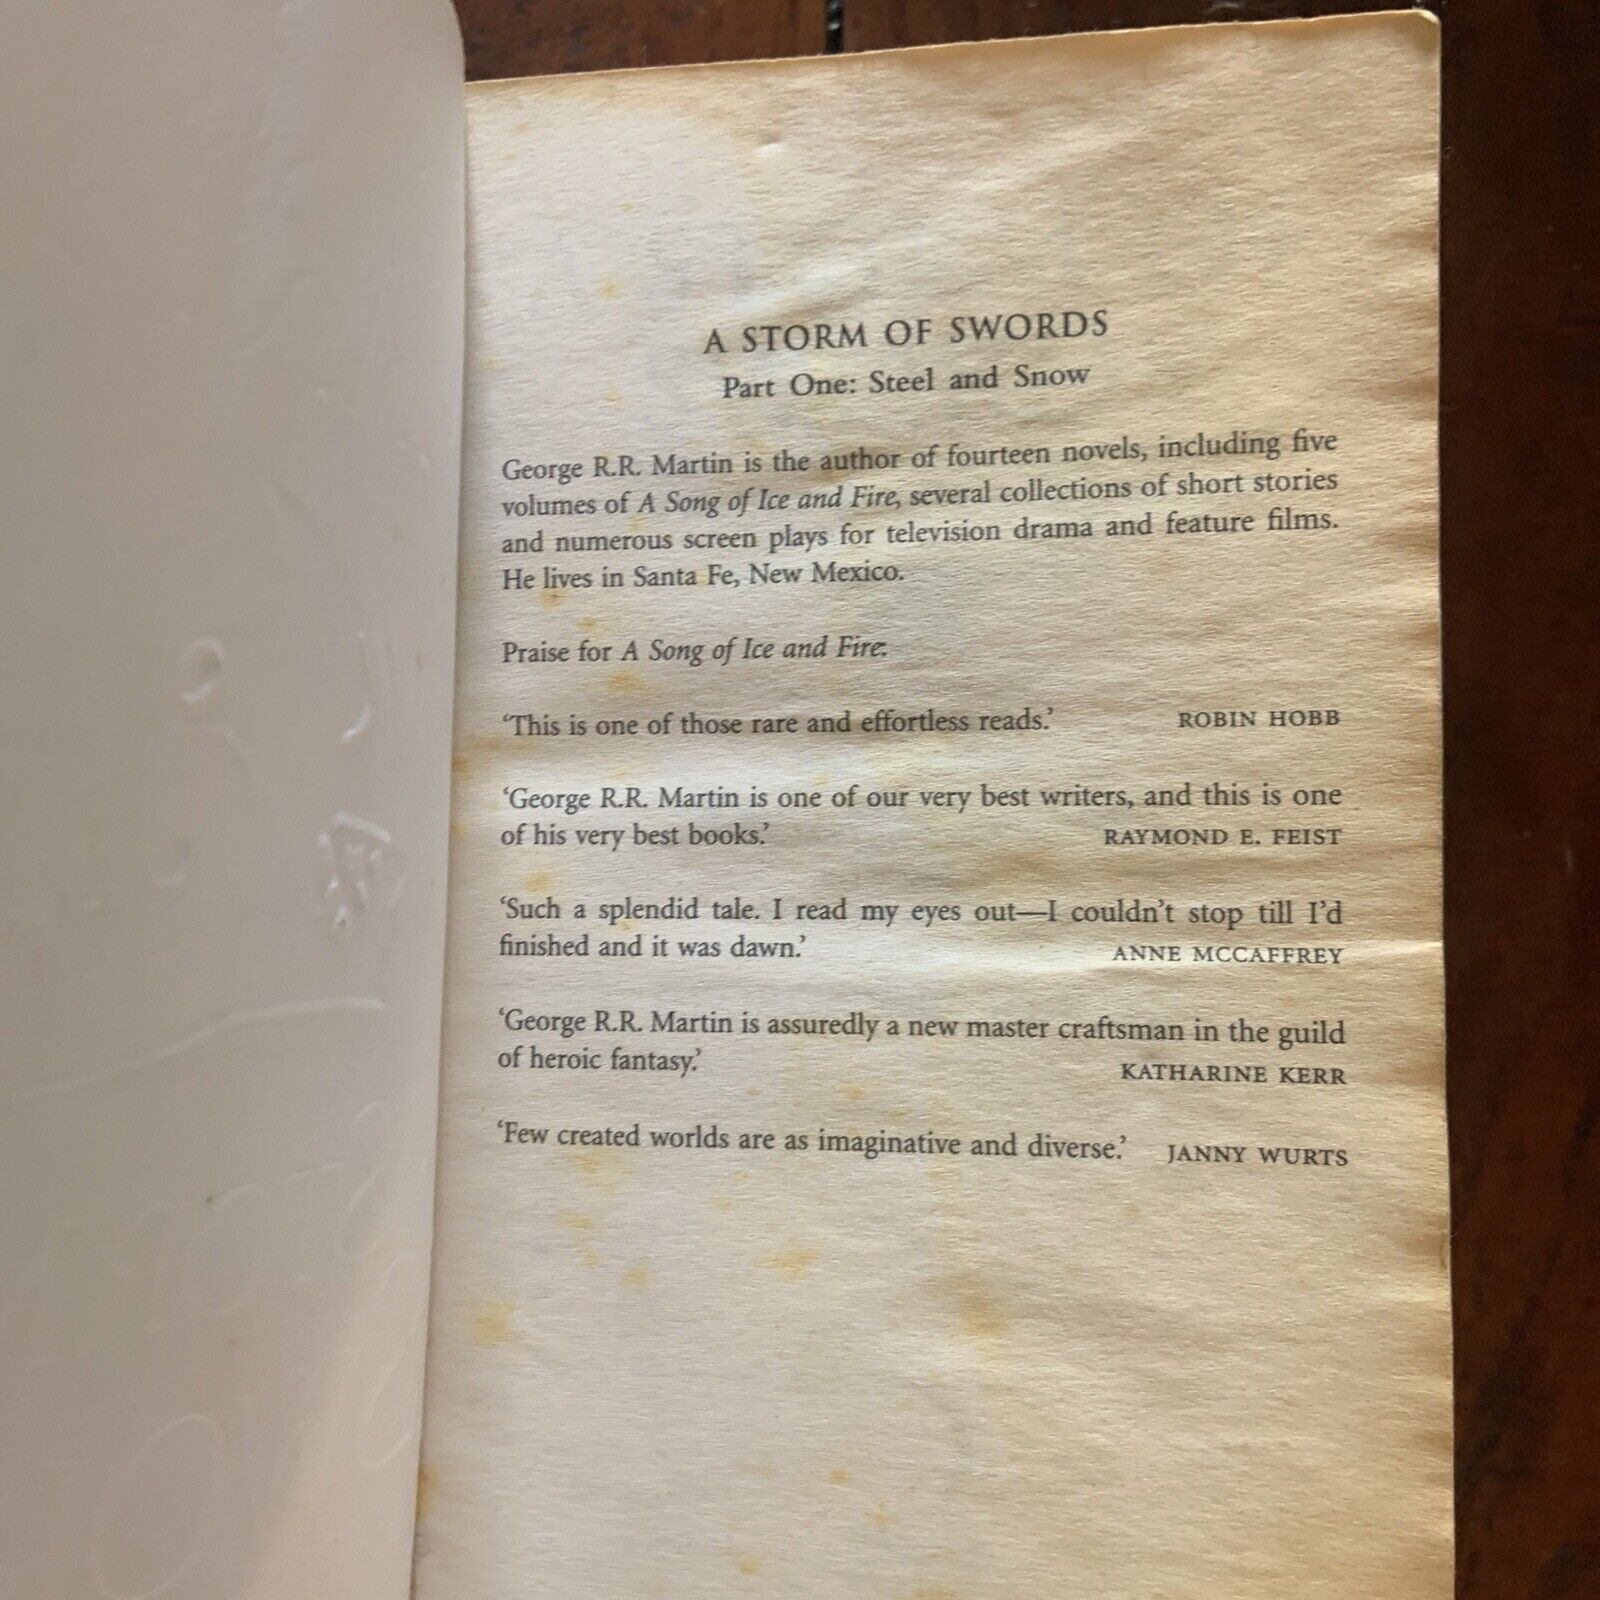 A STORM OF SWORDS
Part One: Steel and Snow
George R.R. Martin is the author of fourteen novels, including five
volumes of A Song of Ice and Fire, several collections of short stories
and numerous screen plays for television drama and feature films.
He lives in Santa Fe, New Mexico.
Praise for A Song of Ice and Fire:
‘This is one of those rare and effortless reads.’ ROBIN HOBB
‘George R.R. Martin is one of our very best writers, and this is one
of his very best books.’ RAYMOND E. FEIST
‘Such a splendid tale. I read my eyes out—I couldn’t stop till I’d
finished and it was dawn.’ ANNE MCCAFFREY
‘George R.R. Martin is assuredly a new master craftsman in the guild
of heroic fantasy.’ KATHARINE KERR
‘Few created worlds are as imaginative and diverse.’ JANNY WURTS